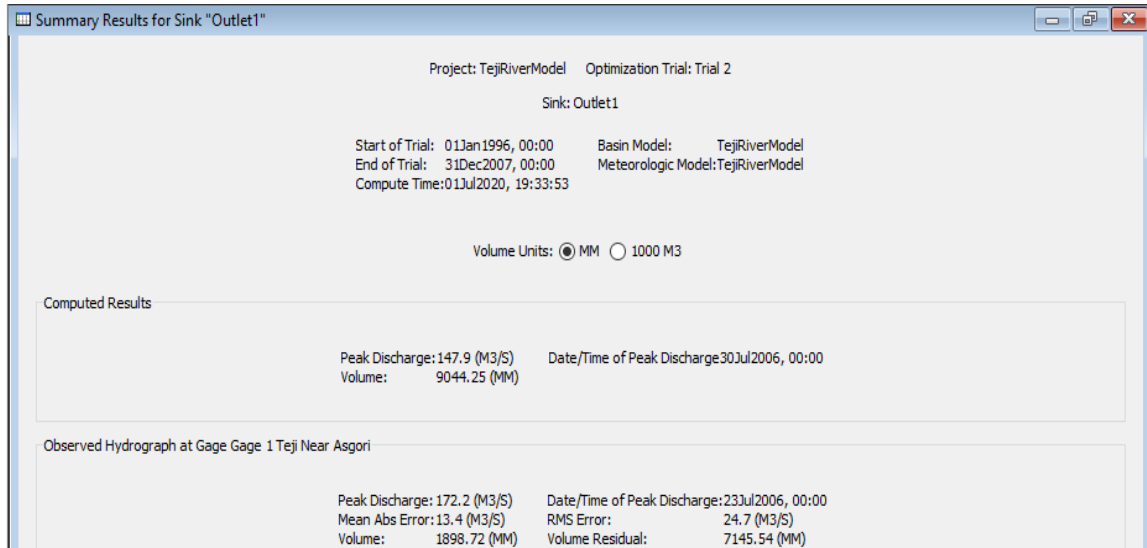 Summary Results for Sink "Outlet1"
Project: TejiRiverModel Optimization Trial: Trial 2
Sink: Outlet1
Start of Trial: 01Jan1996, 00:00 Basin Model: TejiRiverModel
End of Trial: 31Dec2007, 00:00 Meteorologic Model:TejiRiverModel
Compute Time:01Jul2020, 19:33:53
Volume Units: MM 1000 M3
Computed Results
Peak Discharge:147.9 (M3/S) Date/Time of Peak Discharge30Jul2006, 00:00
Volume: 9044.25 (MM)
Observed Hydrograph at Gage Gage 1 Teji Near Asgori
Peak Discharge:172.2 (M3/S) Date/Time of Peak Discharge:23Jul2006, 00:00
Mean Abs Error:13.4 (M3/S) RMS Error: 24.7 (M3/S)
Volume: 1898.72 (MM) Volume Residual: 7145.54 (MM)